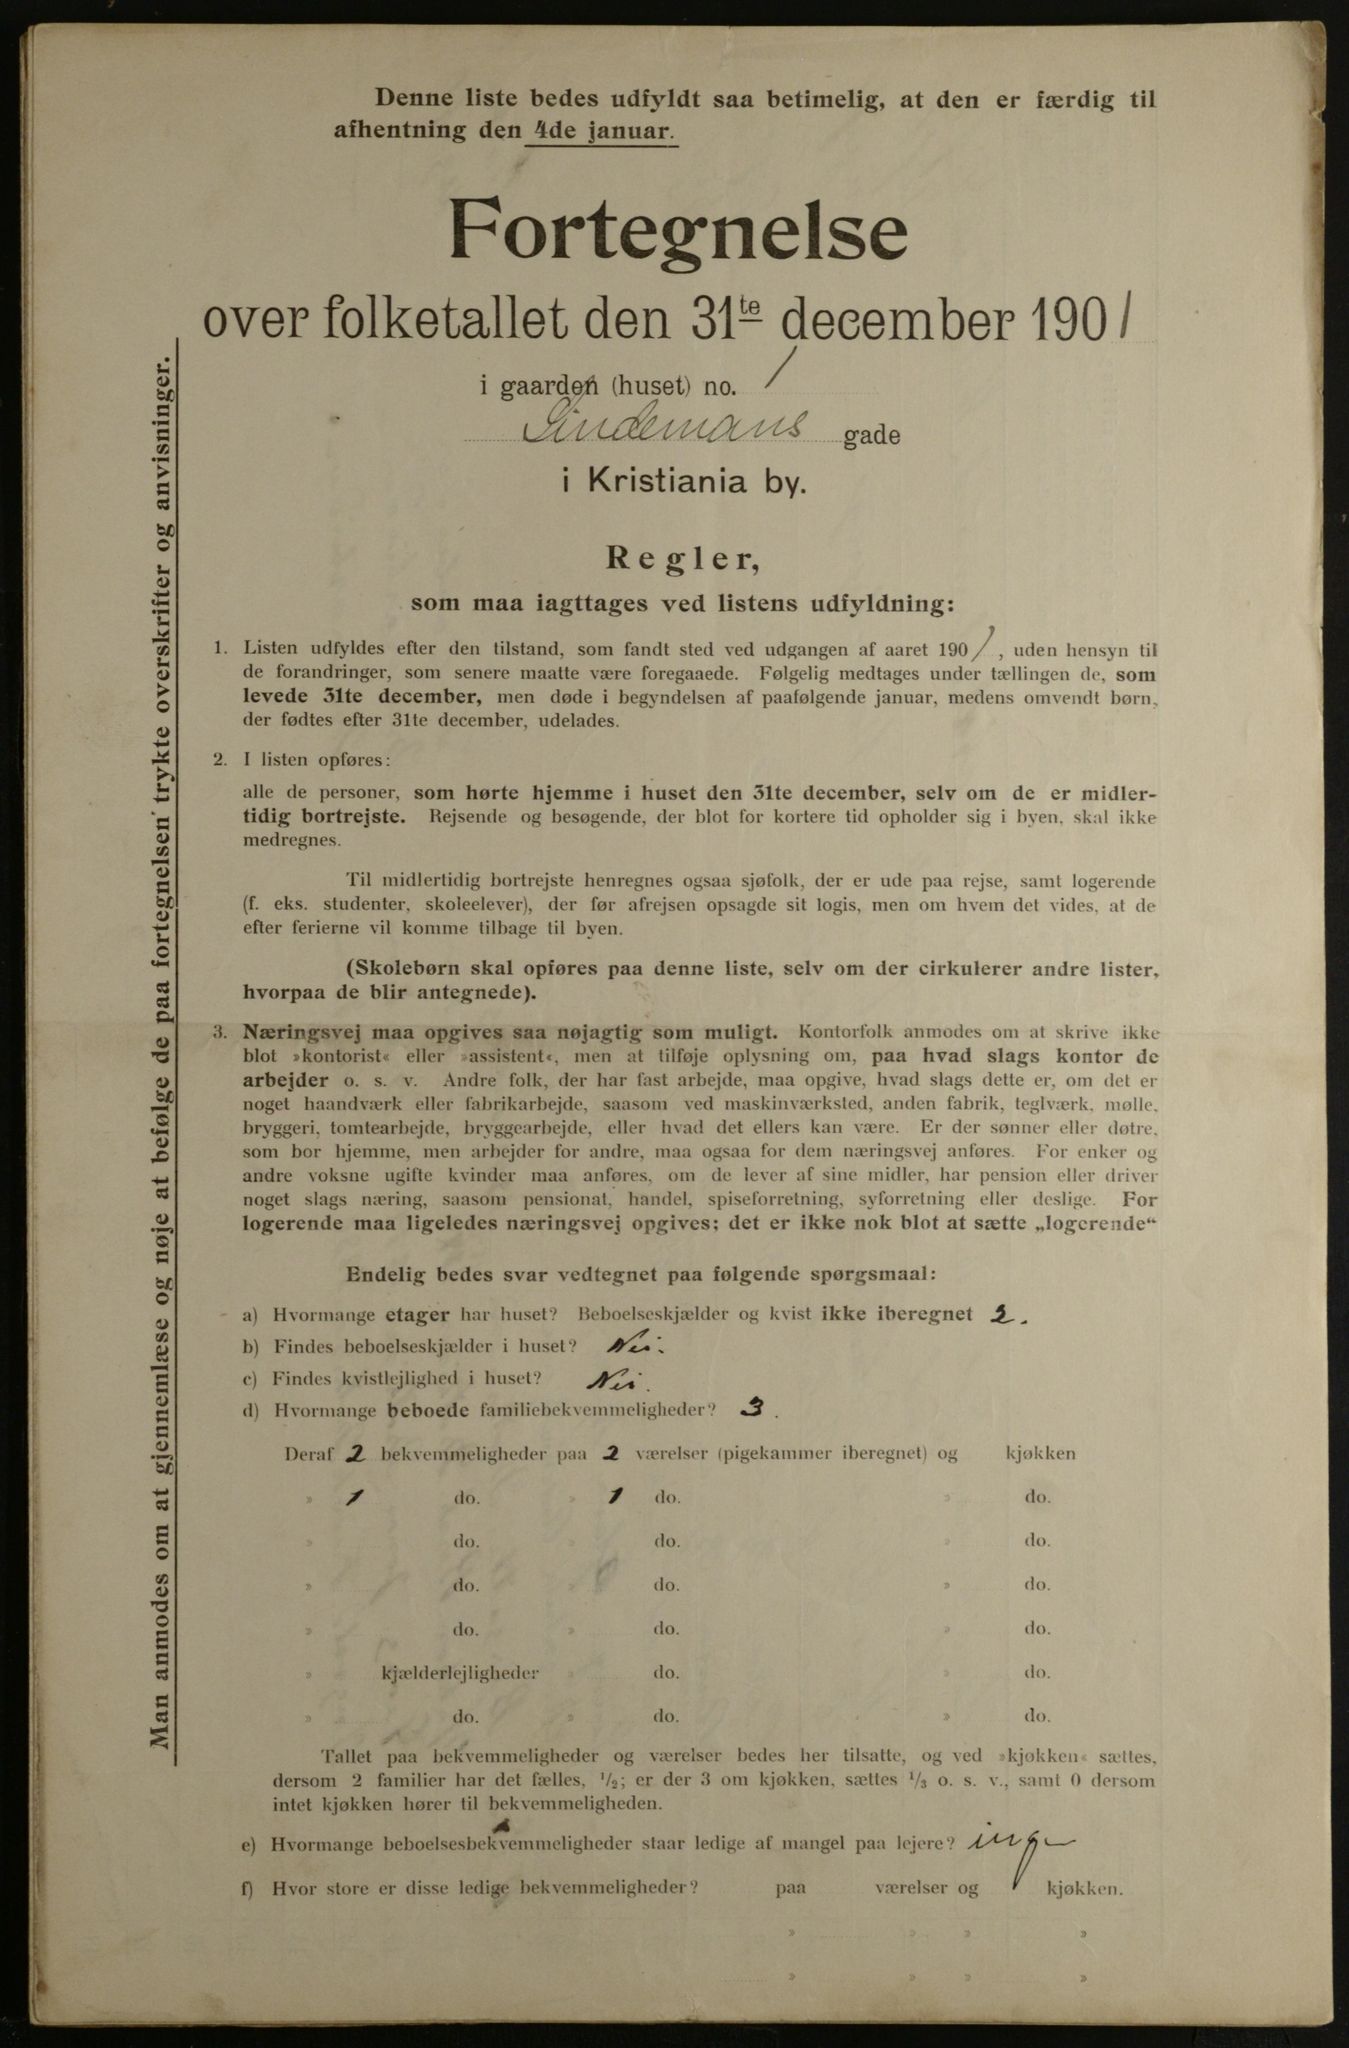 Denne liste bedes udfyldt saa betimelig, at den er færdig til
afhentning den 4de januar.
Fortegnelse
over folketallet den 31te december 1901
i gaarden (huset) no. 1
Lindemans gade
i Kristiania by.
Regler,
som maa iagttages ved listens udfyldning:
1. Listen udfyldes efter den tilstand, som fandt sted ved udgangen af aaret 1901, uden hensyn til
de forandringer, som senere maatte være foregaaede. Følgelig medtages under tællingen de, som
levede 31te december, men døde i begyndelsen af paafølgende januar, medens omvendt børn,
der fødtes efter 31te december, udelades.
2. I listen opføres:
alle de personer, som hørte hjemme i huset den 31te december, selv om de er midler-
tidig bortrejste. Rejsende og besøgende, der blot for kortere tid opholder sig i byen, skal ikke
medregnes.
Til midlertidig bortrejste henregnes ogsaa sjøfolk, der er ude paa rejse, samt logerende
(f. eks. studenter, skoleelever), der før afrejsen opsagde sit logis, men om hvem det vides, at de
efter ferierne vil komme tilbage til byen.
(Skolebørn skal opføres paa denne liste, selv om der cirkulerer andre lister,
hvorpaa de blir antegnede).
3. Næringsvej maa opgives saa nøjagtig som muligt. Kontorfolk anmodes om at skrive ikke
blot »kontorist« eller »assistent«, men at tilføje oplysning om, paa hvad slags kontor de
arbejder o. s. v. Andre folk, der har fast arbejde, maa opgive, hvad slags dette er, om det er
noget haandværk eller fabrikarbejde, saasom ved maskinværksted, anden fabrik, teglværk, mølle,
bryggeri, tomtearbejde, bryggearbejde, eller hvad det ellers kan være. Er der sønner eller døtre,
som bor hjemme, men arbejder for andre, maa ogsaa for dem næringsvej anføres. For enker og
andre voksne ugifte kvinder maa anføres, om de lever af sine midler, har pension eller driver
noget slags næring, saasom pensionat, handel, spiseforretning, syforretning eller deslige. For
logerende maa ligeledes næringsvej opgives; det er ikke nok blot at sætte „logerende“
Endelig bedes svar vedtegnet paa følgende spørgsmaal:
a) Hvormange etager har huset? Beboelseskjælder og kvist ikke iberegnet 2.
b) Findes beboelseskjælder i huset? Nei.
c) Findes kvistlejlighed i huset? Nei.
d) Hvormange beboede familiebekvemmeligheder? 3.
Deraf 2 bekvemmeligheder paa 2 værelser (pigekammer iberegnet) og kjøkken
» 1 do. » 1 do. » do.
» do. do. » do.
» do. » do. » do.
» do. » do. » do.
» kjælderlejligheder do. » do.
» do. » do. » do.
Tallet paa bekvemmeligheder og værelser bedes her tilsatte, og ved »kjøkken« sættes,
dersom 2 familier har det fælles, 1/2; er der 3 om kjøkken, sættes 1/3 o. s. v., samt 0 dersom
intet kjøkken hører til bekvemmeligheden.
e) Hvormange beboelsesbekvemmeligheder staar ledige af mangel paa lejere?
f) Hvor store er disse ledige bekvemmeligheder? paa værelser og kjøkken.
» » » »
» » » »
Man anmodes om at gjennemlæse og nøje at befølge de paa fortegnelsen trykte overskrifter og anvisninger.